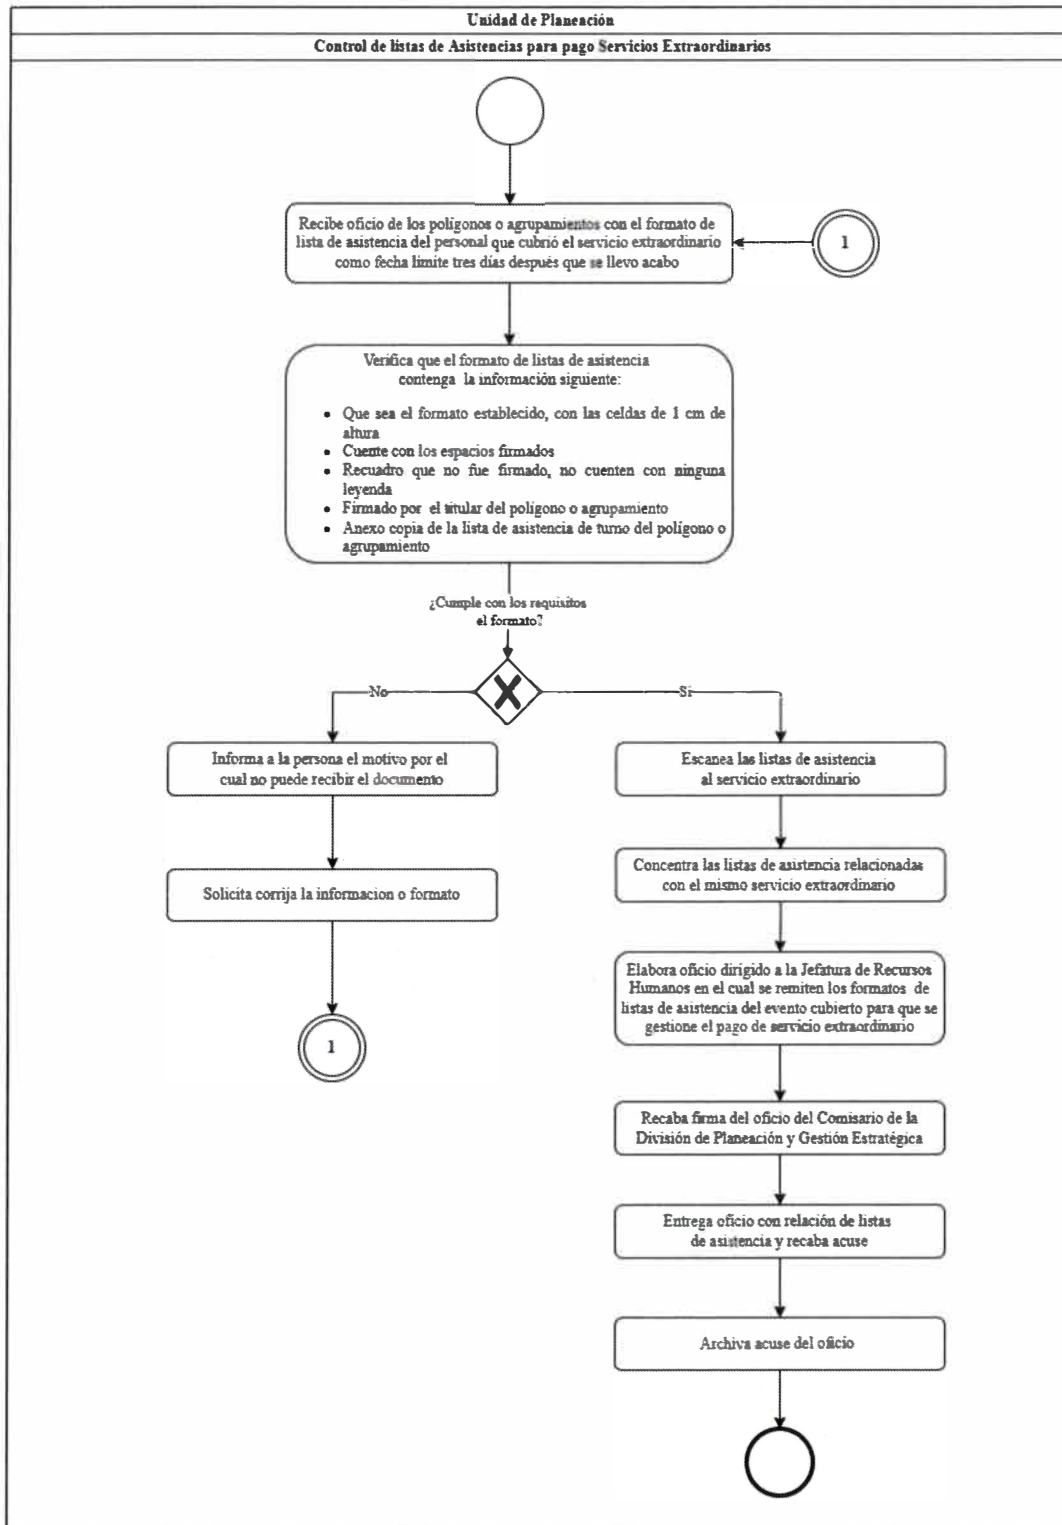 Unidad de Planeación
Control de listas de Asistencias para pago Servicios Extraordinarios
Recibe oficio de los polígonos o agrupamientos con el formato de
lista de asistencia del personal que cubrió el servicio extraordinario
como fecha límite tres días después que se llevo acabo
1
Verifica que el formato de listas de asistencia
contenga la información siguiente:
• Que sea el formato establecido, con las celdas de 1 cm de
altura
• Cuente con los espacios firmados
• Recuadro que no fue firmado, no cuenten con ninguna
leyenda
• Firmado por el titular del polígono o agrupamiento
• Anexo copia de la lista de asistencia de turno del polígono o
agrupamiento
¿Cumple con los requisitos
el formato?
No
Si
Informa a la persona el motivo por el
cual no puede recibir el documento
Solicita corrija la informacion o formato
1
Escanea las listas de asistencia
al servicio extraordinario
Concentra las listas de asistencia relacionadas
con el mismo servicio extraordinario
Elabora oficio dirigido a la Jefatura de Recursos
Humanos en el cual se remiten los formatos de
listas de asistencia del evento cubierto para que se
gestione el pago de servicio extraordinario
Recaba firma del oficio del Comisario de la
División de Planeación y Gestión Estratégica
Entrega oficio con relación de listas
de asistencia y recaba acuse
Archiva acuse del oficio